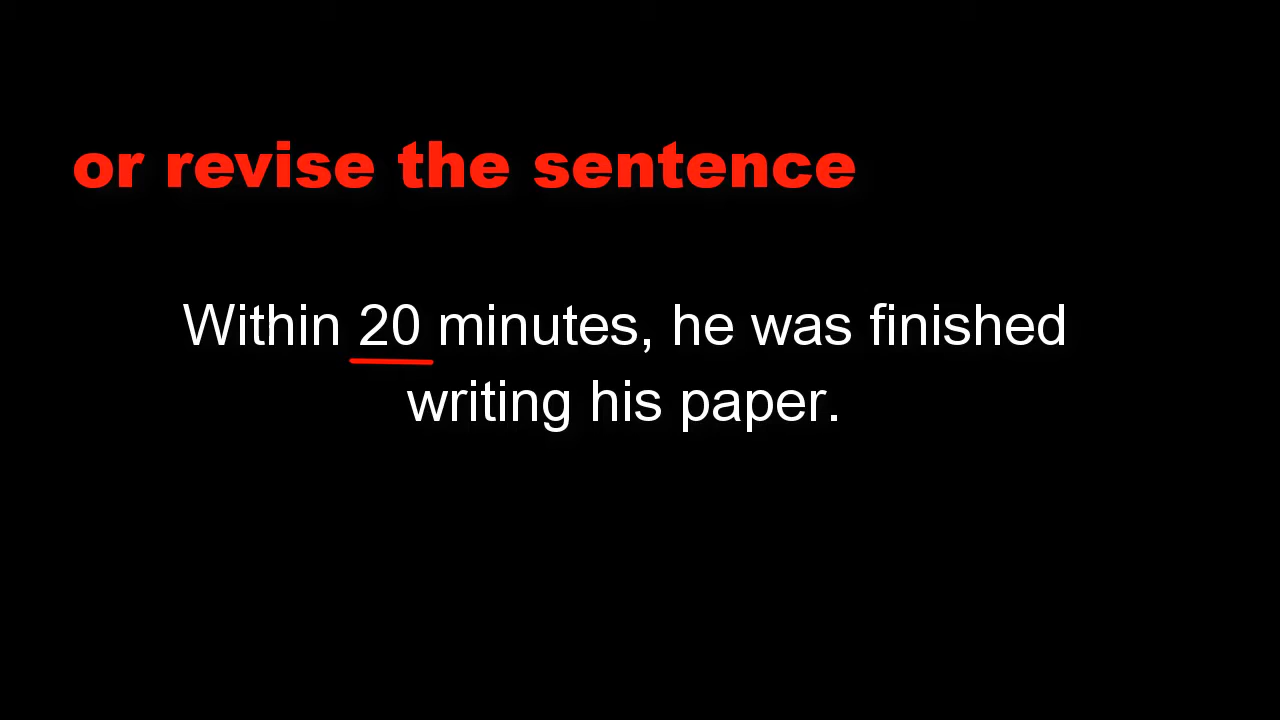 or revise the sentence
Within 20 minutes, he was finished
writing his paper.